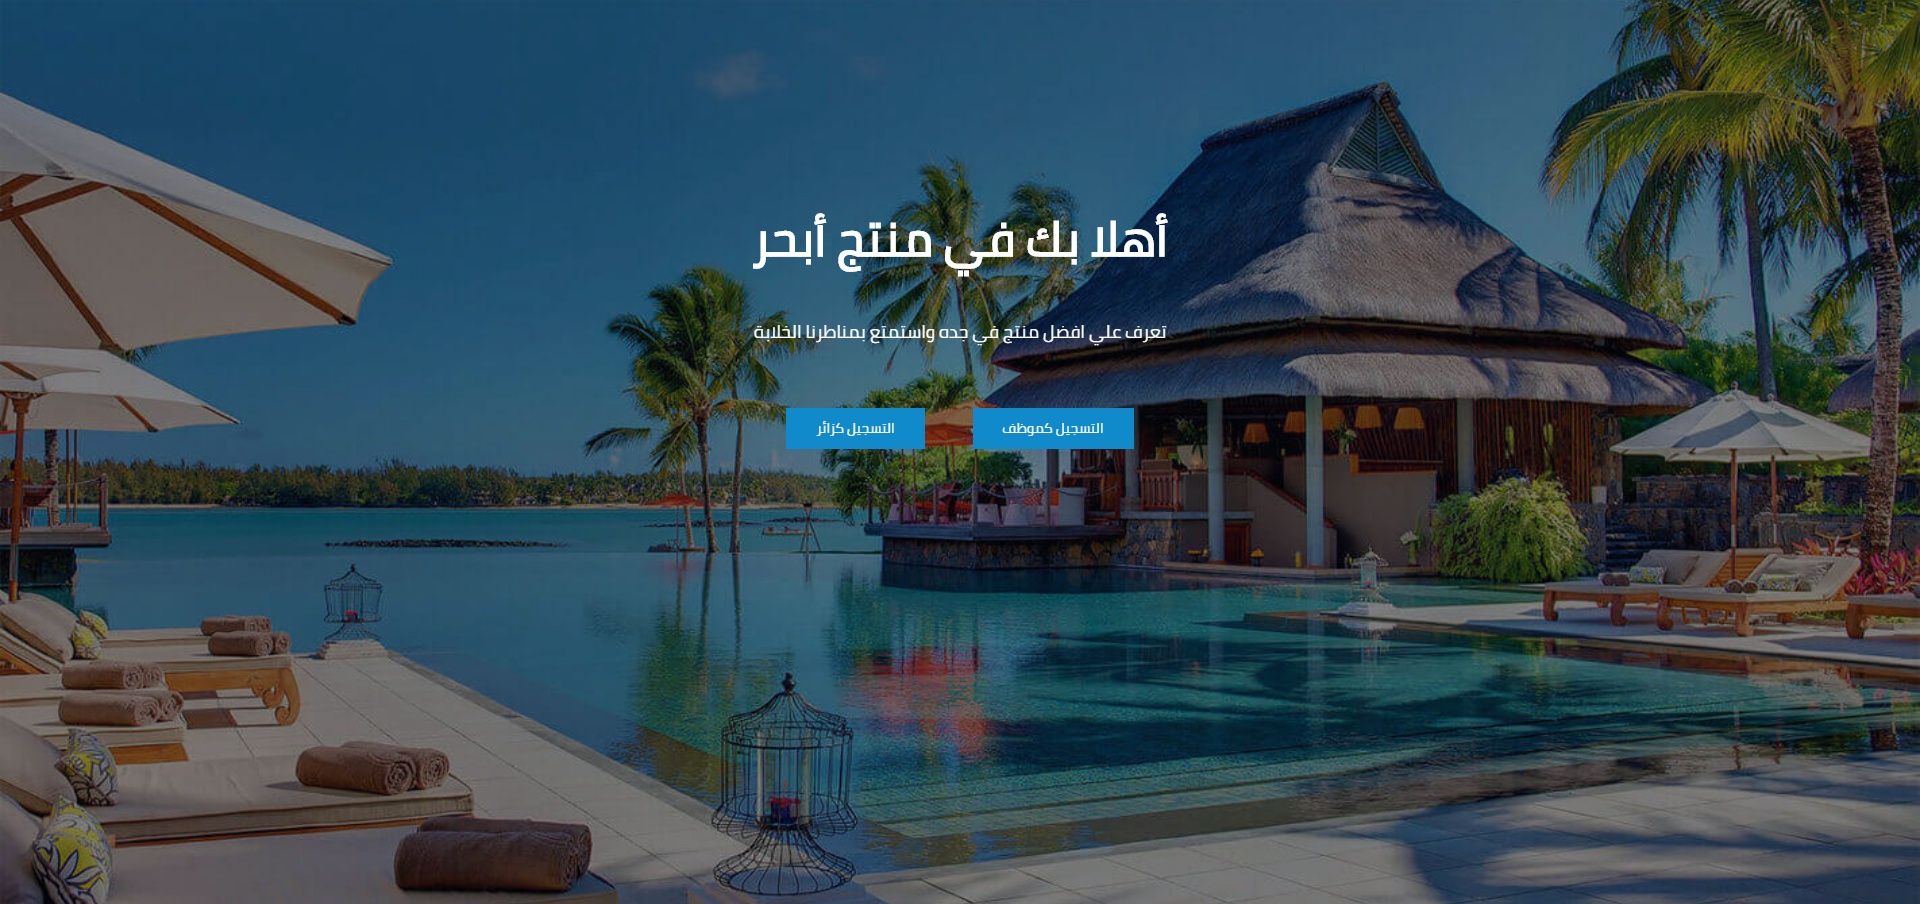 أهلا بك في منتج أبحر
تعرف علي افضل منتج في جده واستمتع بمناطرنا الخلابة
التسجيل كموظف
التسجيل كزائر